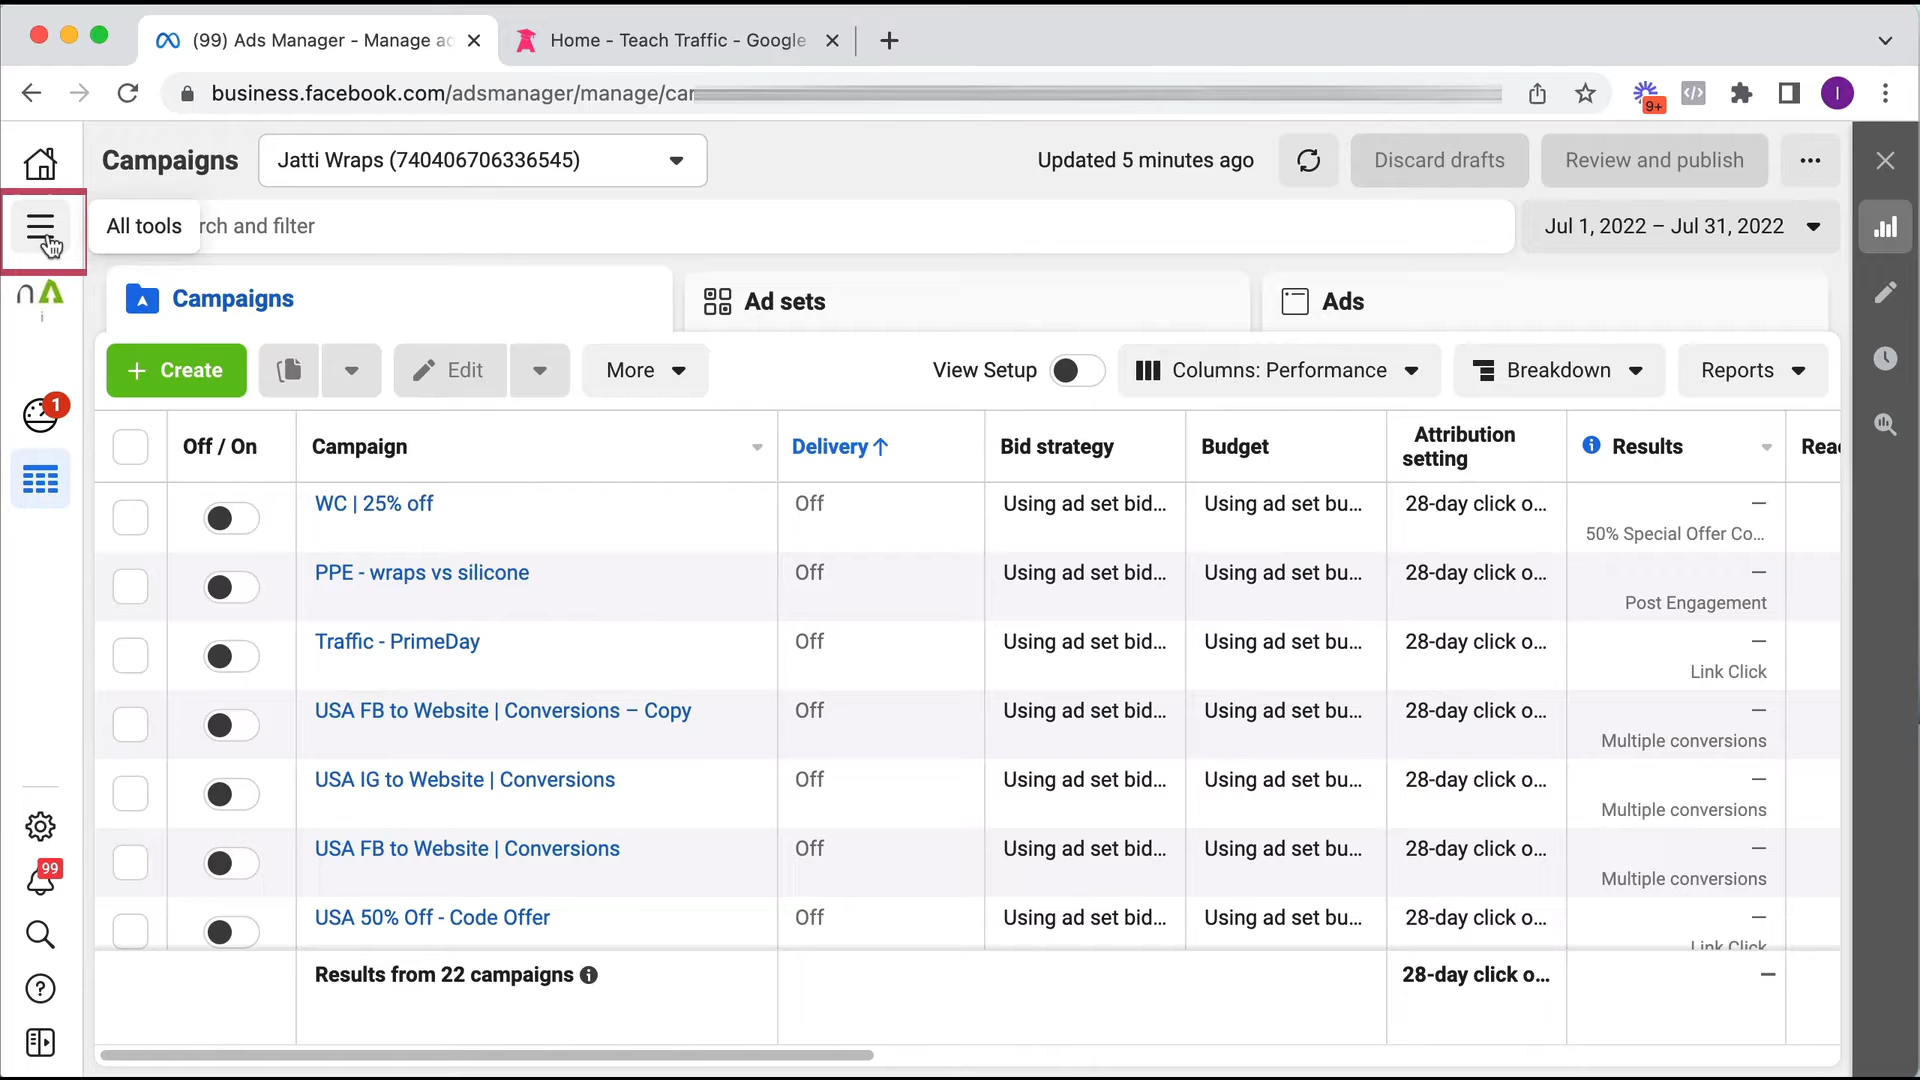 (99) Ads Manager - Manage ad
Home - Teach Traffic - Google
business.facebook.com/adsmanager/manage/car
9+
I
Campaigns
Jatti Wraps (740406706336545)
Updated 5 minutes ago
Discard drafts
Review and publish
All tools
rch and filter
Jul 1, 2022 – Jul 31, 2022
Campaigns
Ad sets
Ads
+ Create
Edit
More
View Setup
Columns: Performance
Breakdown
Reports
Off / On
Campaign
Delivery ↑
Bid strategy
Budget
Attribution
setting
Results
Reac
WC | 25% off
Off
Using ad set bid...
Using ad set bu...
28-day click o...
—
50% Special Offer Co...
PPE - wraps vs silicone
Off
Using ad set bid...
Using ad set bu...
28-day click o...
—
Post Engagement
Traffic - PrimeDay
Off
Using ad set bid...
Using ad set bu...
28-day click o...
—
Link Click
USA FB to Website | Conversions – Copy
Off
Using ad set bid...
Using ad set bu...
28-day click o...
—
Multiple conversions
USA IG to Website | Conversions
Off
Using ad set bid...
Using ad set bu...
28-day click o...
—
Multiple conversions
USA FB to Website | Conversions
Off
Using ad set bid...
Using ad set bu...
28-day click o...
—
Multiple conversions
USA 50% Off - Code Offer
Off
Using ad set bid...
Using ad set bu...
28-day click o...
—
Link Click
Results from 22 campaigns
28-day click o...
—
i
1
99